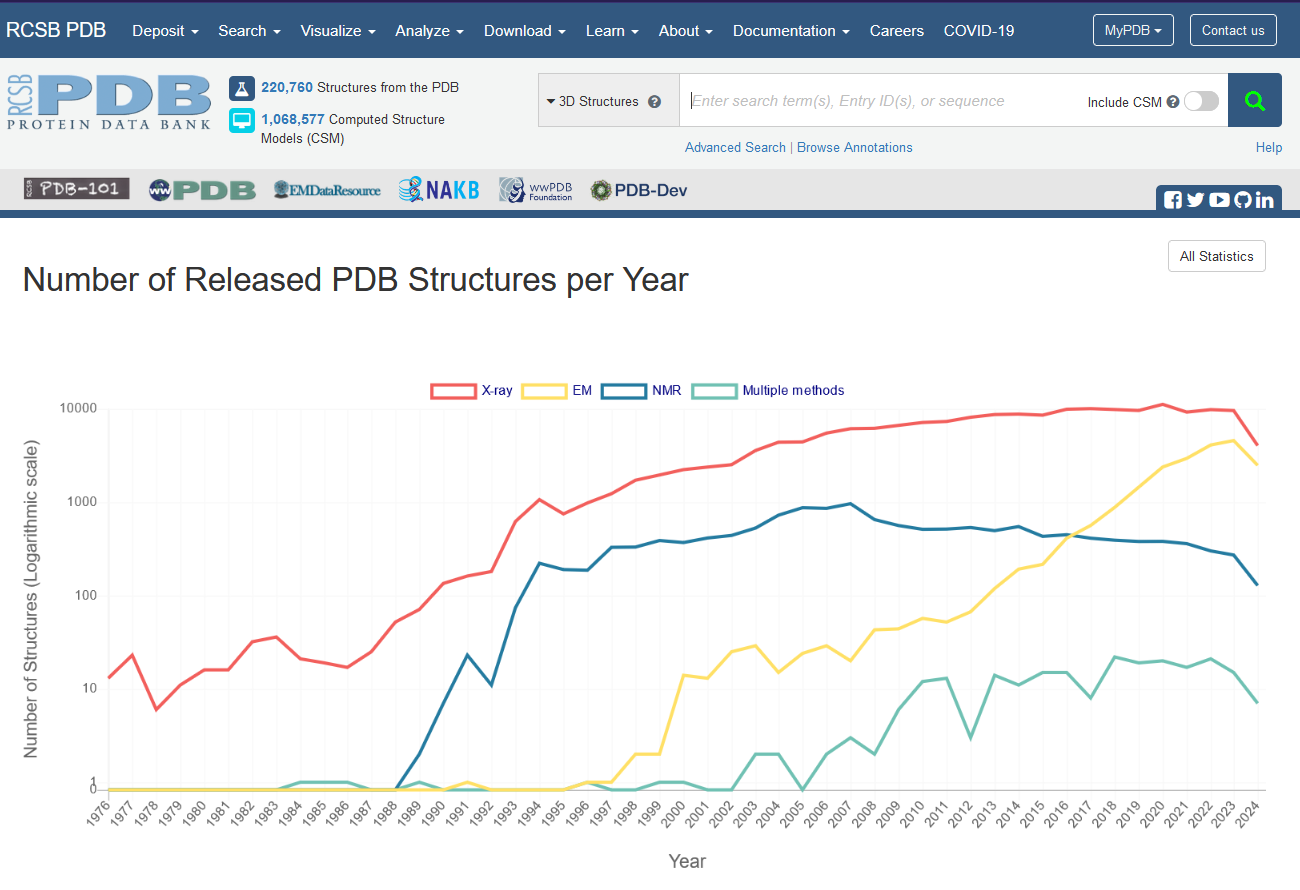 RCSB PDB Deposit Search Visualize Analyze Download Learn About Documentation Careers COVID-19 MyPDB Contact us
RCSB PDB
PROTEIN DATA BANK
220,760 Structures from the PDB
1,068,577 Computed Structure
Models (CSM)
3D Structures ? Enter search term(s), Entry ID(s), or sequence Include CSM ?
Advanced Search | Browse Annotations Help
RCSB PDB-101 wwPDB EMDataResource NAKB wwPDB Foundation PDB-Dev
All Statistics
Number of Released PDB Structures per Year
X-ray EM NMR Multiple methods
Number of Structures (Logarithmic scale)
10000
1000
100
10
1
0
1976 1977 1978 1979 1980 1981 1982 1983 1984 1985 1986 1987 1988 1989 1990 1991 1992 1993 1994 1995 1996 1997 1998 1999 2000 2001 2002 2003 2004 2005 2006 2007 2008 2009 2010 2011 2012 2013 2014 2015 2016 2017 2018 2019 2020 2021 2022 2023 2024
Year